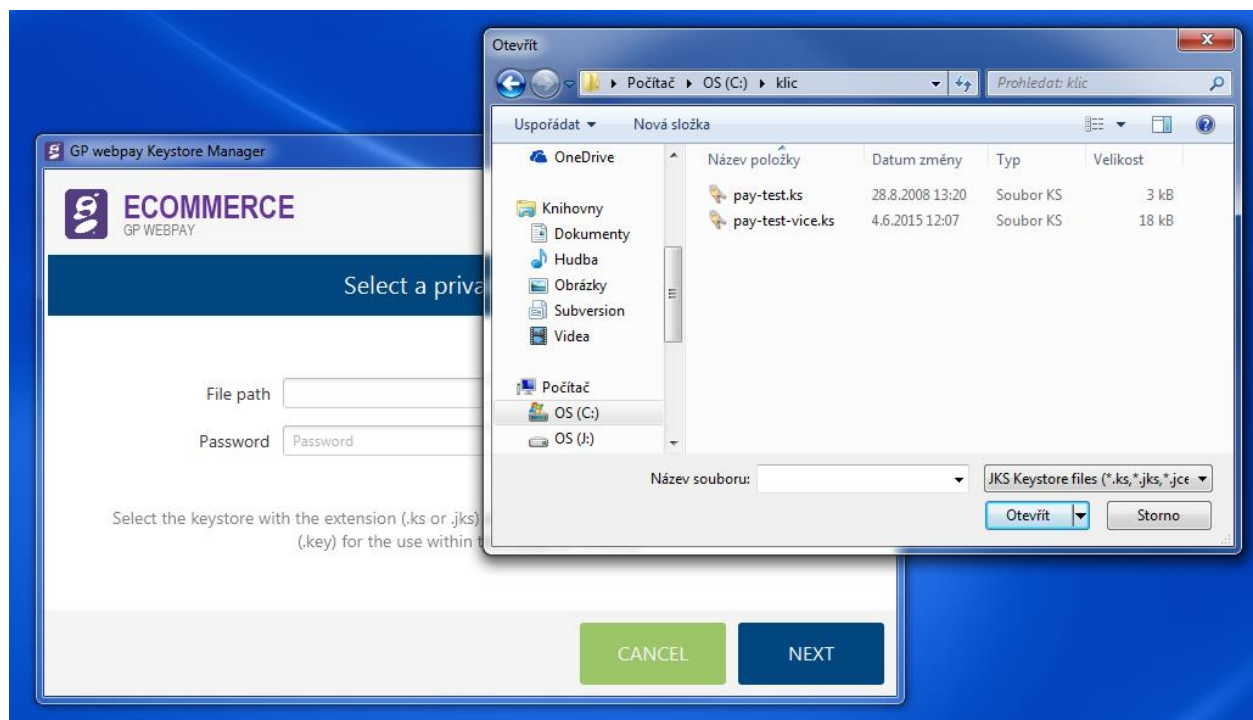 Otevřít
Počítač ▸ OS (C:) ▸ klic
Prohledat: klic
Uspořádat
Nová složka
OneDrive
Knihovny
Dokumenty
Hudba
Obrázky
Subversion
Videa
Počítač
OS (C:)
OS (J:)
Název položky Datum změny Typ Velikost
pay-test.ks 28.8.2008 13:20 Soubor KS 3 kB
pay-test-vice.ks 4.6.2015 12:07 Soubor KS 18 kB
Název souboru:
JKS Keystore files (*.ks,*.jks,*.jce
Otevřít
Storno
GP webpay Keystore Manager
ECOMMERCE
GP WEBPAY
Select a priva
File path
Password
Password
Select the keystore with the extension (.ks or .jks)
(.key) for the use within
CANCEL
NEXT